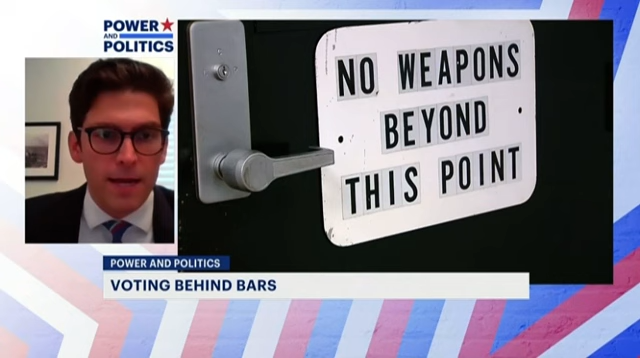 POWER
AND
POLITICS
NO WEAPONS
BEYOND
THIS POINT
POWER AND POLITICS
VOTING BEHIND BARS